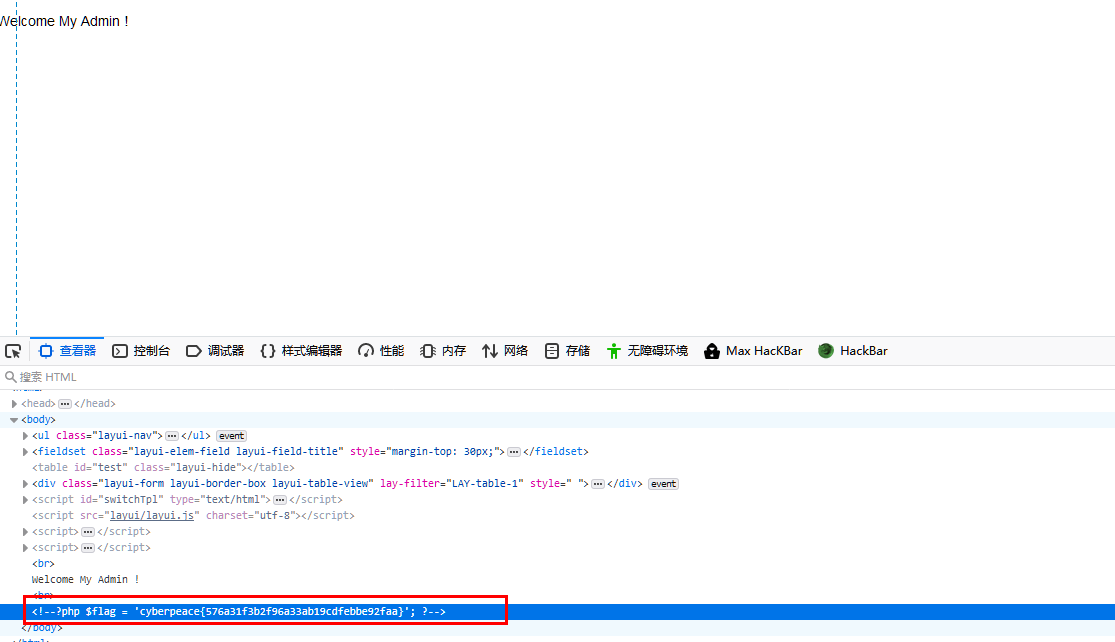 Welcome My Admin !
查看器 控制台 调试器 {} 样式编辑器 性能 内存 网络 存储 无障碍环境 Max HacKBar HackBar
搜索 HTML
<head> ••• </head>
<body>
<ul class="layui-nav"> ••• </ul> event
<fieldset class="layui-elem-field layui-field-title" style="margin-top: 30px;"> ••• </fieldset>
<table id="test" class="layui-hide"></table>
<div class="layui-form layui-border-box layui-table-view" lay-filter="LAY-table-1" style=" "> ••• </div> event
<script id="switchTpl" type="text/html"> ••• </script>
<script src="layui/layui.js" charset="utf-8"></script>
<script> ••• </script>
<script> ••• </script>
<br>
Welcome My Admin !
<br>
<!--?php $flag = 'cyberpeace{576a31f3b2f96a33ab19cdfebbe92faa}'; ?-->
</body>